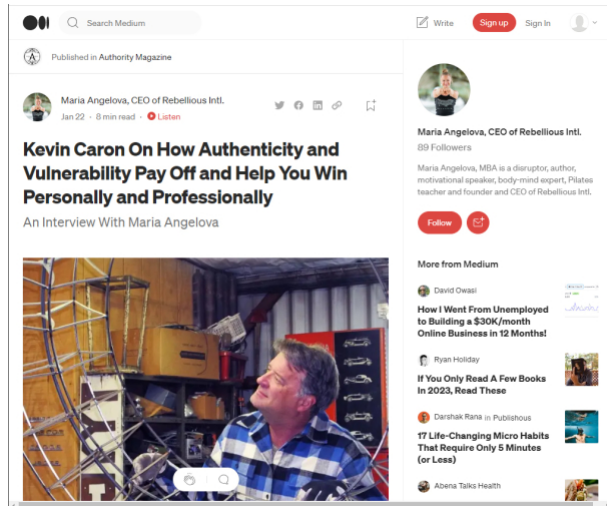 Search Medium
Write
Sign up
Sign In
Published in Authority Magazine
Maria Angelova, CEO of Rebellious Intl.
Jan 22 · 8 min read · Listen
Kevin Caron On How Authenticity and
Vulnerability Pay Off and Help You Win
Personally and Professionally
An Interview With Maria Angelova
Maria Angelova, CEO of Rebellious Intl.
89 Followers
Maria Angelova, MBA is a disruptor, author,
motivational speaker, body-mind expert, Pilates
teacher and founder and CEO of Rebellious Intl.
Follow
More from Medium
David Owasi
How I Went From Unemployed
to Building a $30K/month
Online Business in 12 Months!
Ryan Holiday
If You Only Read A Few Books
In 2023, Read These
Darshak Rana in Publishous
17 Life-Changing Micro Habits
That Require Only 5 Minutes
(or Less)
Abena Talks Health